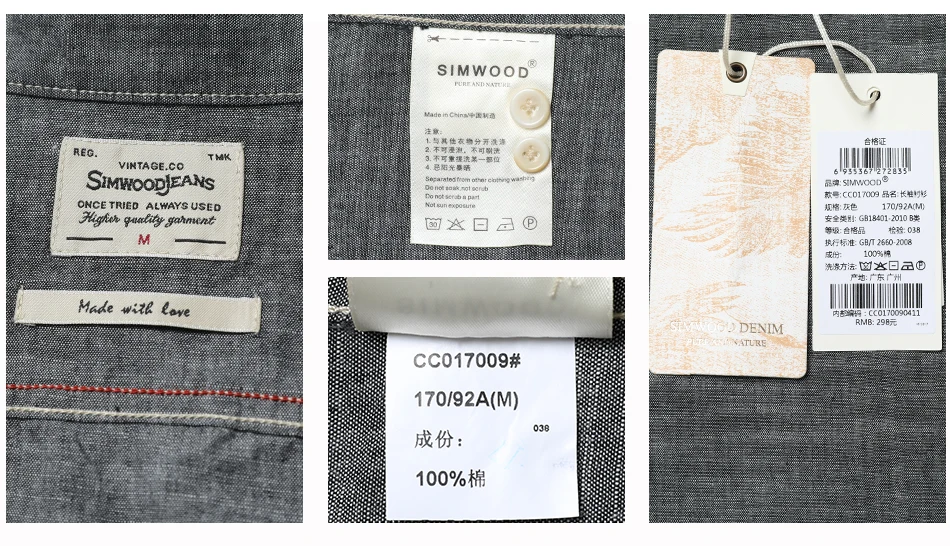 REG.
TMK
VINTAGE.CO
SIMWOODJEANS
ONCE TRIED ALWAYS USED
Higher quality garment
M
Made with love
SIMWOOD®
PURE AND NATURE
Made in China/中国制造
注意:
1.与其他衣物分开洗涤
2.不可浸泡，不可刷洗
3.不可重搓洗某一部位
4.忌阳光暴晒
Separated from other clothing washing
Do not soak.not scrub
Do not scrub a part
Not sun exposure
30
P
CC017009#
170/92A(M)
成份:
038
100%棉
SIMWOOD DENIM
PURE AND NATURE
合格证
6 935367 272835
品牌: SIMWOOD®
款号: CC017009 品名: 长袖衬衫
规格: 灰色 170/92A(M)
安全类别: GB18401-2010 B类
等级: 合格品 检验: 038
执行标准: GB/T 2660-2008
成份: 100%棉
洗涤方法:
产地: 广东 广州
内部编码: CC0170090411
RMB: 298元